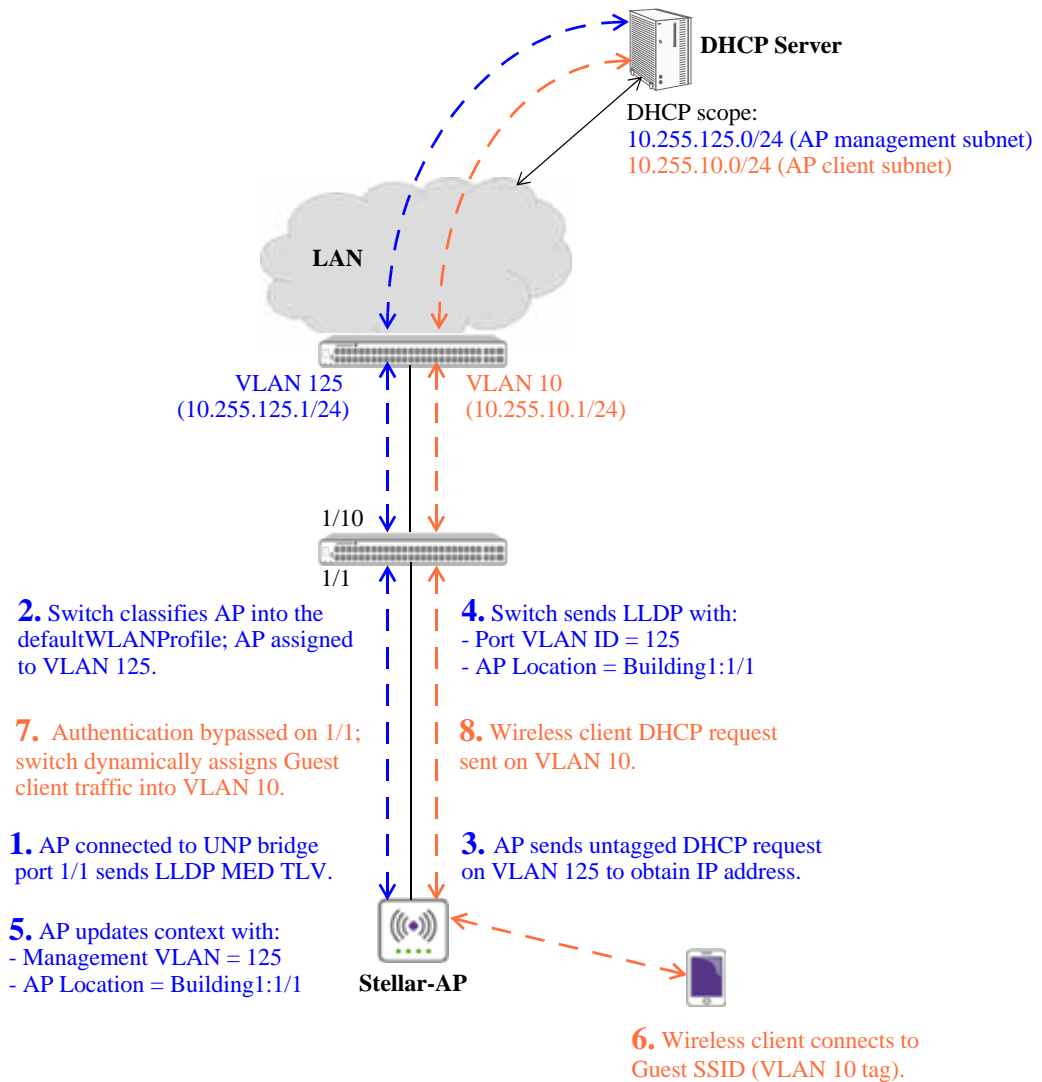 DHCP Server
DHCP scope:
10.255.125.0/24 (AP management subnet)
10.255.10.0/24 (AP client subnet)
LAN
VLAN 125
(10.255.125.1/24)
VLAN 10
(10.255.10.1/24)
1/10
1/1
2. Switch classifies AP into the
defaultWLANProfile; AP assigned
to VLAN 125.
4. Switch sends LLDP with:
- Port VLAN ID = 125
- AP Location = Building1:1/1
7. Authentication bypassed on 1/1;
switch dynamically assigns Guest
client traffic into VLAN 10.
8. Wireless client DHCP request
sent on VLAN 10.
1. AP connected to UNP bridge
port 1/1 sends LLDP MED TLV.
3. AP sends untagged DHCP request
on VLAN 125 to obtain IP address.
5. AP updates context with:
- Management VLAN = 125
- AP Location = Building1:1/1
Stellar-AP
6. Wireless client connects to
Guest SSID (VLAN 10 tag).